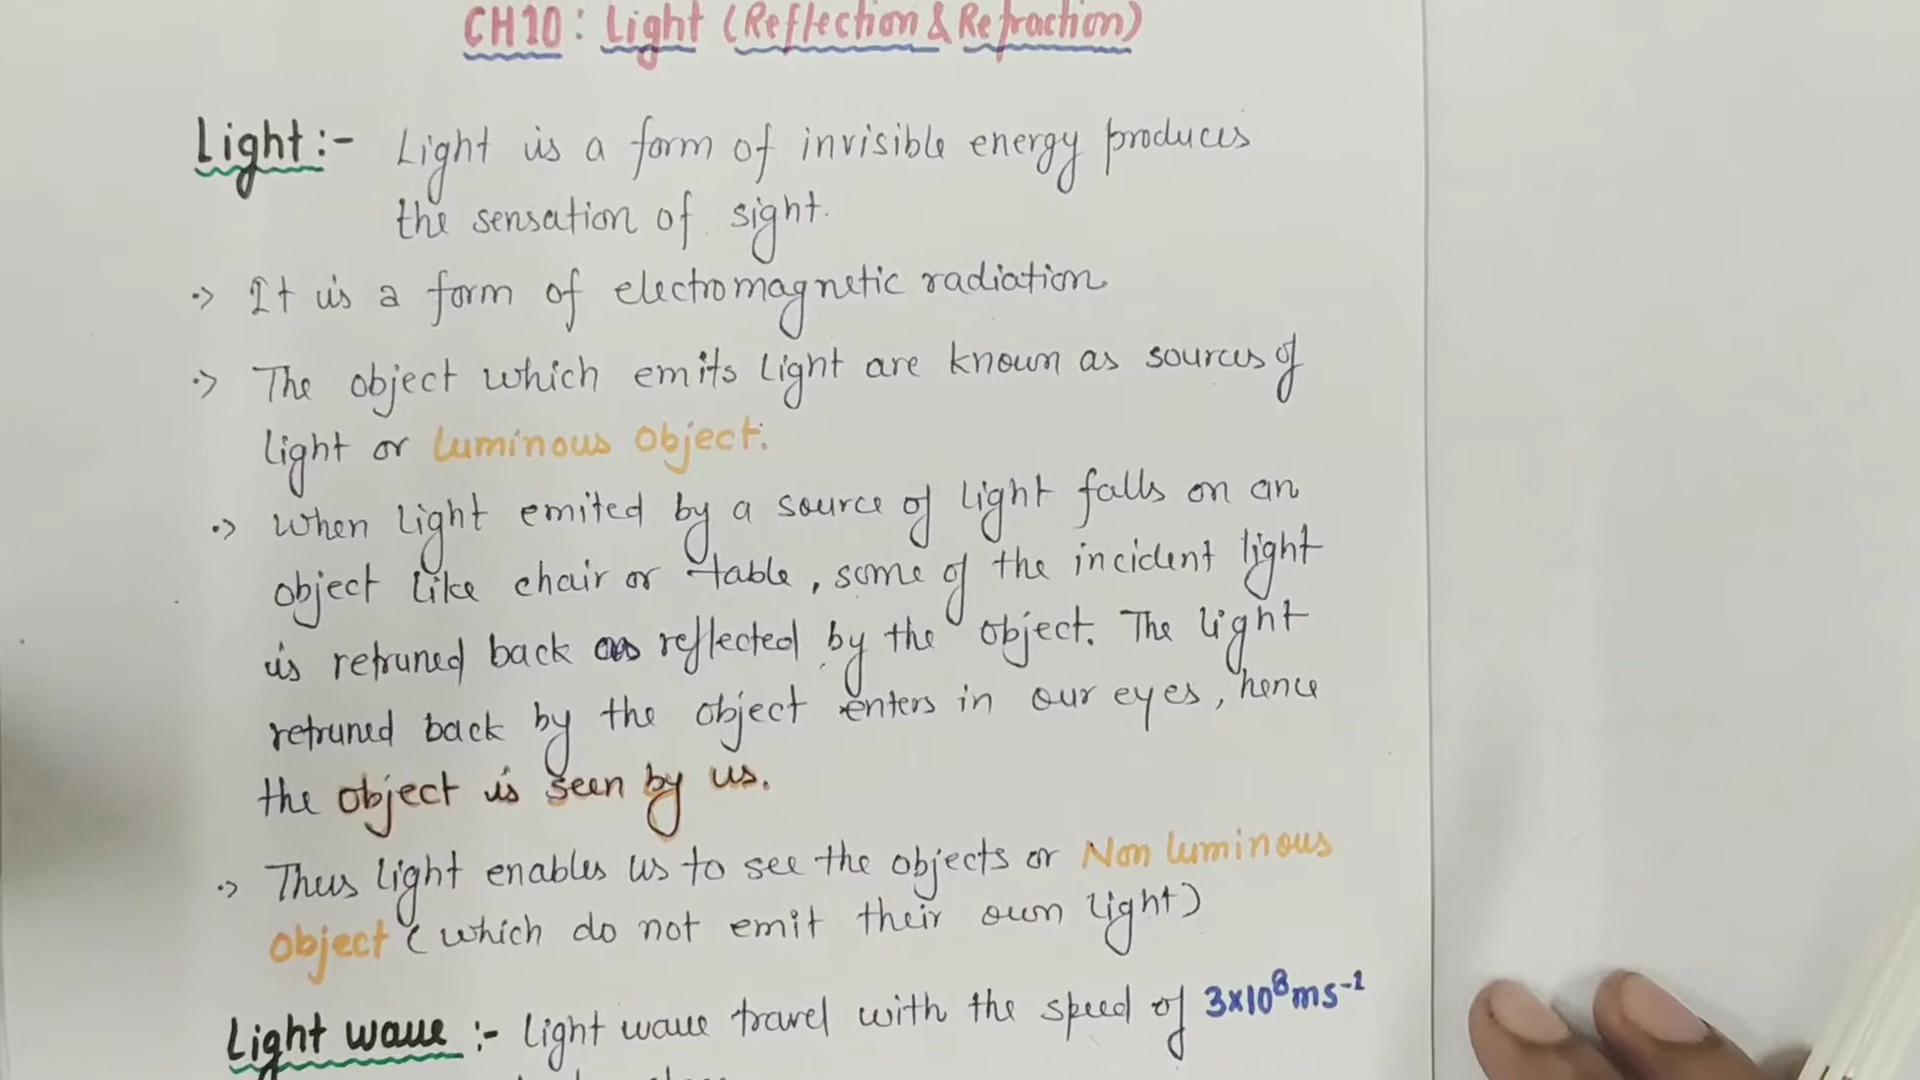 CH10: Light (Reflection & Refraction)
Light:- Light is a form of invisible energy produces
the sensation of sight.
·> It is a form of electromagnetic radiation.
·> The object which emits light are known as sources of
light or Luminous Object.
·> When light emited by a source of light falls on an
object like chair or table, some of the incident light
is retruned back as reflected by the object. The light
retruned back by the object enters in our eyes, hence
the object is seen by us.
·> Thus light enables us to see the objects or Non luminous
object (which do not emit their own light)
Light wave :- Light wave travel with the speed of 3x10⁸ms⁻¹